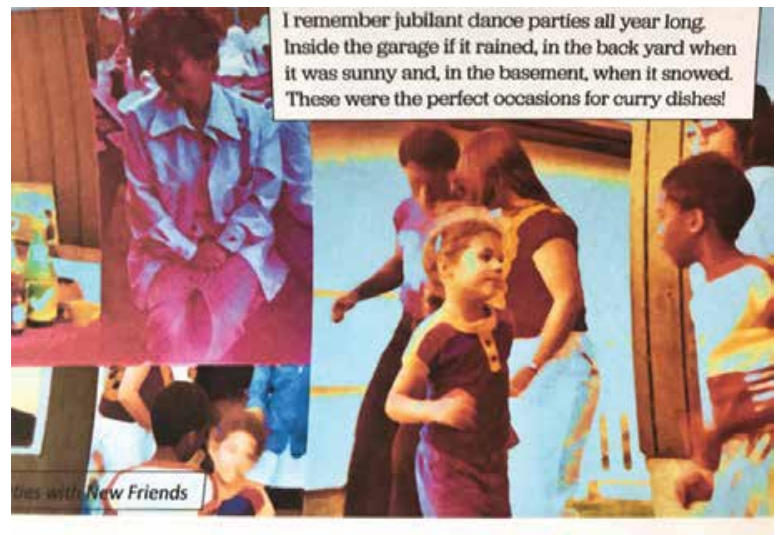 I remember jubilant dance parties all year long.
Inside the garage if it rained, in the back yard when
it was sunny and, in the basement, when it snowed.
These were the perfect occasions for curry dishes!
with New Friends